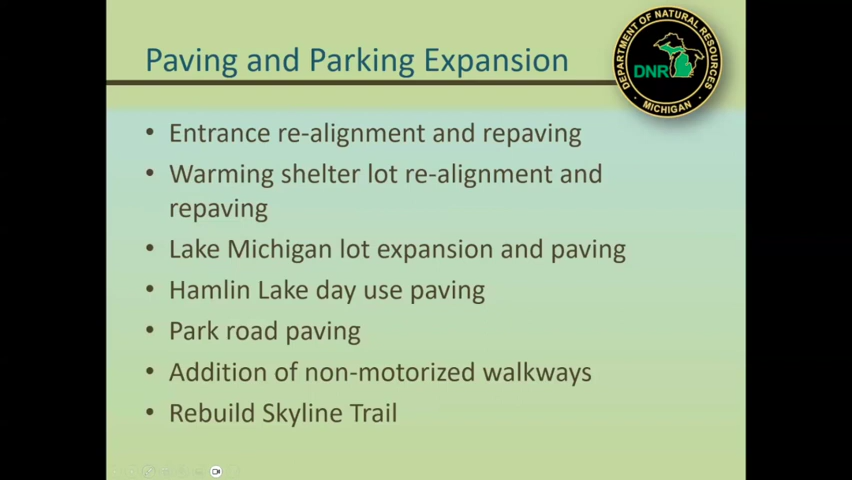 Paving and Parking Expansion
DEPARTMENT OF NATURAL RESOURCES
DNR
MICHIGAN
• Entrance re-alignment and repaving
• Warming shelter lot re-alignment and
repaving
• Lake Michigan lot expansion and paving
• Hamlin Lake day use paving
• Park road paving
• Addition of non-motorized walkways
• Rebuild Skyline Trail